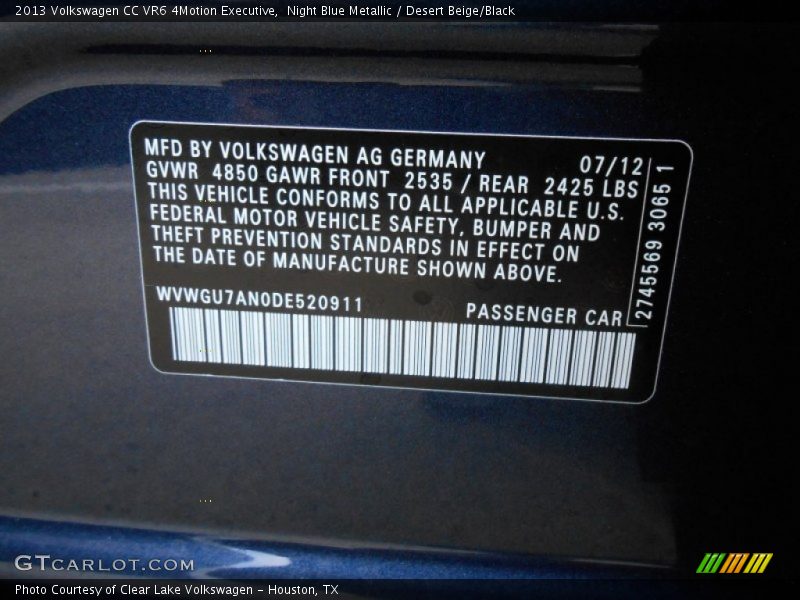 2013 Volkswagen CC VR6 4Motion Executive,  Night Blue Metallic / Desert Beige/Black
MFD BY VOLKSWAGEN AG GERMANY 07/12
GVWR 4850 GAWR FRONT 2535 / REAR 2425 LBS
THIS VEHICLE CONFORMS TO ALL APPLICABLE U.S.
FEDERAL MOTOR VEHICLE SAFETY, BUMPER AND
THEFT PREVENTION STANDARDS IN EFFECT ON
THE DATE OF MANUFACTURE SHOWN ABOVE.
WVWGU7AN0DE520911 PASSENGER CAR
2745569 3065 1
GTCARLOT.COM
Photo Courtesy of Clear Lake Volkswagen - Houston, TX